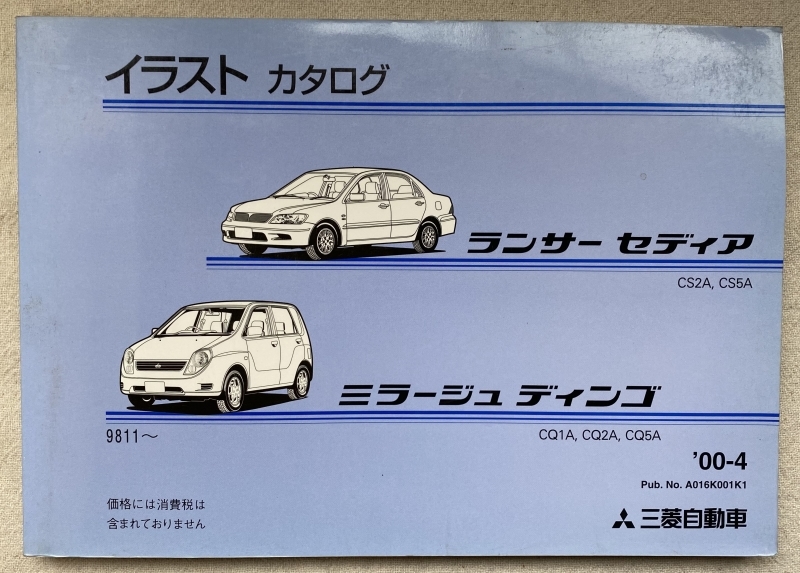 イラスト カタログ
ランサー セディア
CS2A, CS5A
ミラージュ ディンゴ
CQ1A, CQ2A, CQ5A
9811～
'00-4
Pub. No. A016K001K1
価格には消費税は
含まれておりません
三菱自動車